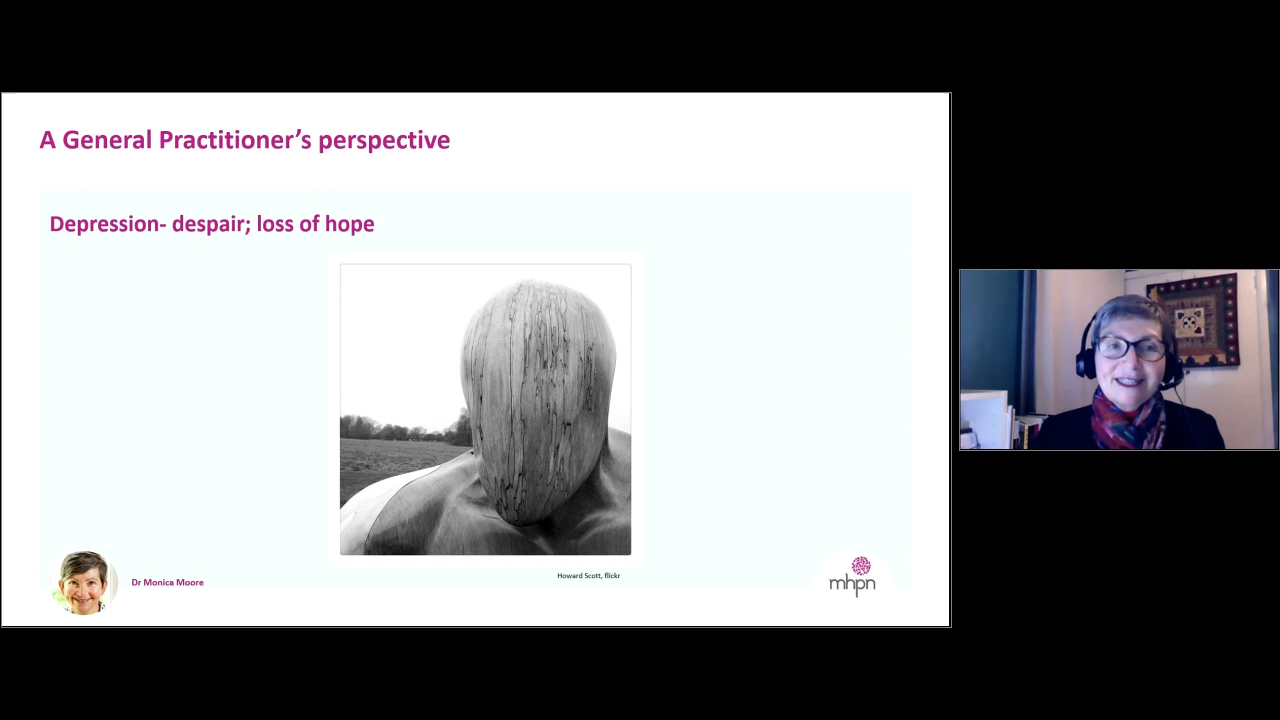 A General Practitioner’s perspective
Depression- despair; loss of hope
Howard Scott, flickr
Dr Monica Moore
mhpn